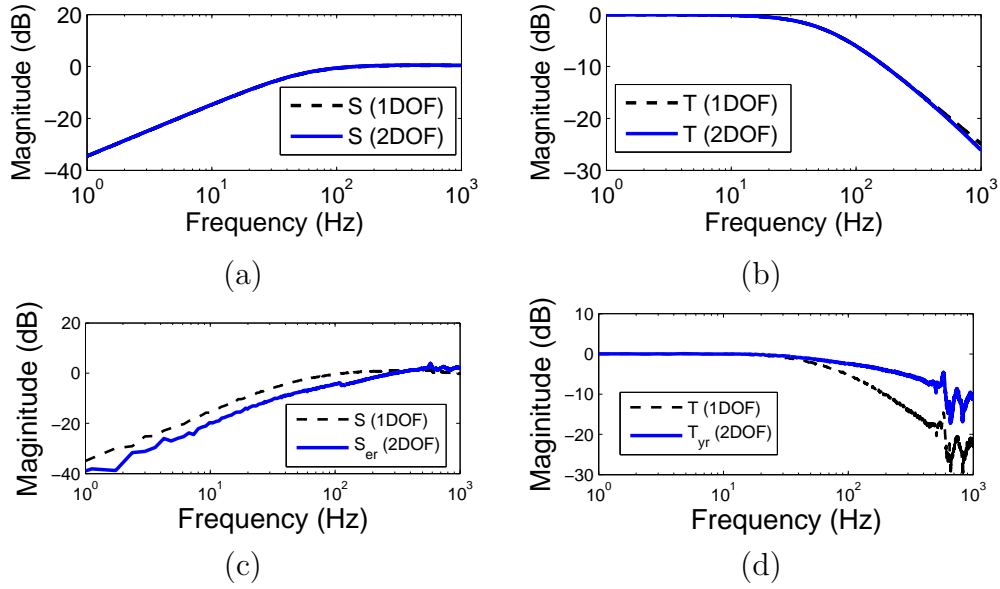 Magnitude (dB)
20
0
−20
−40
10^0
10^1
10^2
10^3
S (1DOF)
S (2DOF)
Frequency (Hz)
(a)
Magnitude (dB)
0
−10
−20
−30
10^0
10^1
10^2
10^3
T (1DOF)
T (2DOF)
Frequency (Hz)
(b)
Maginitude (dB)
20
0
−20
−40
10^0
10^1
10^2
10^3
S (1DOF)
S_er (2DOF)
Frequency (Hz)
(c)
Maginitude (dB)
10
0
−10
−20
−30
10^0
10^1
10^2
10^3
T (1DOF)
T_yr (2DOF)
Frequency (Hz)
(d)